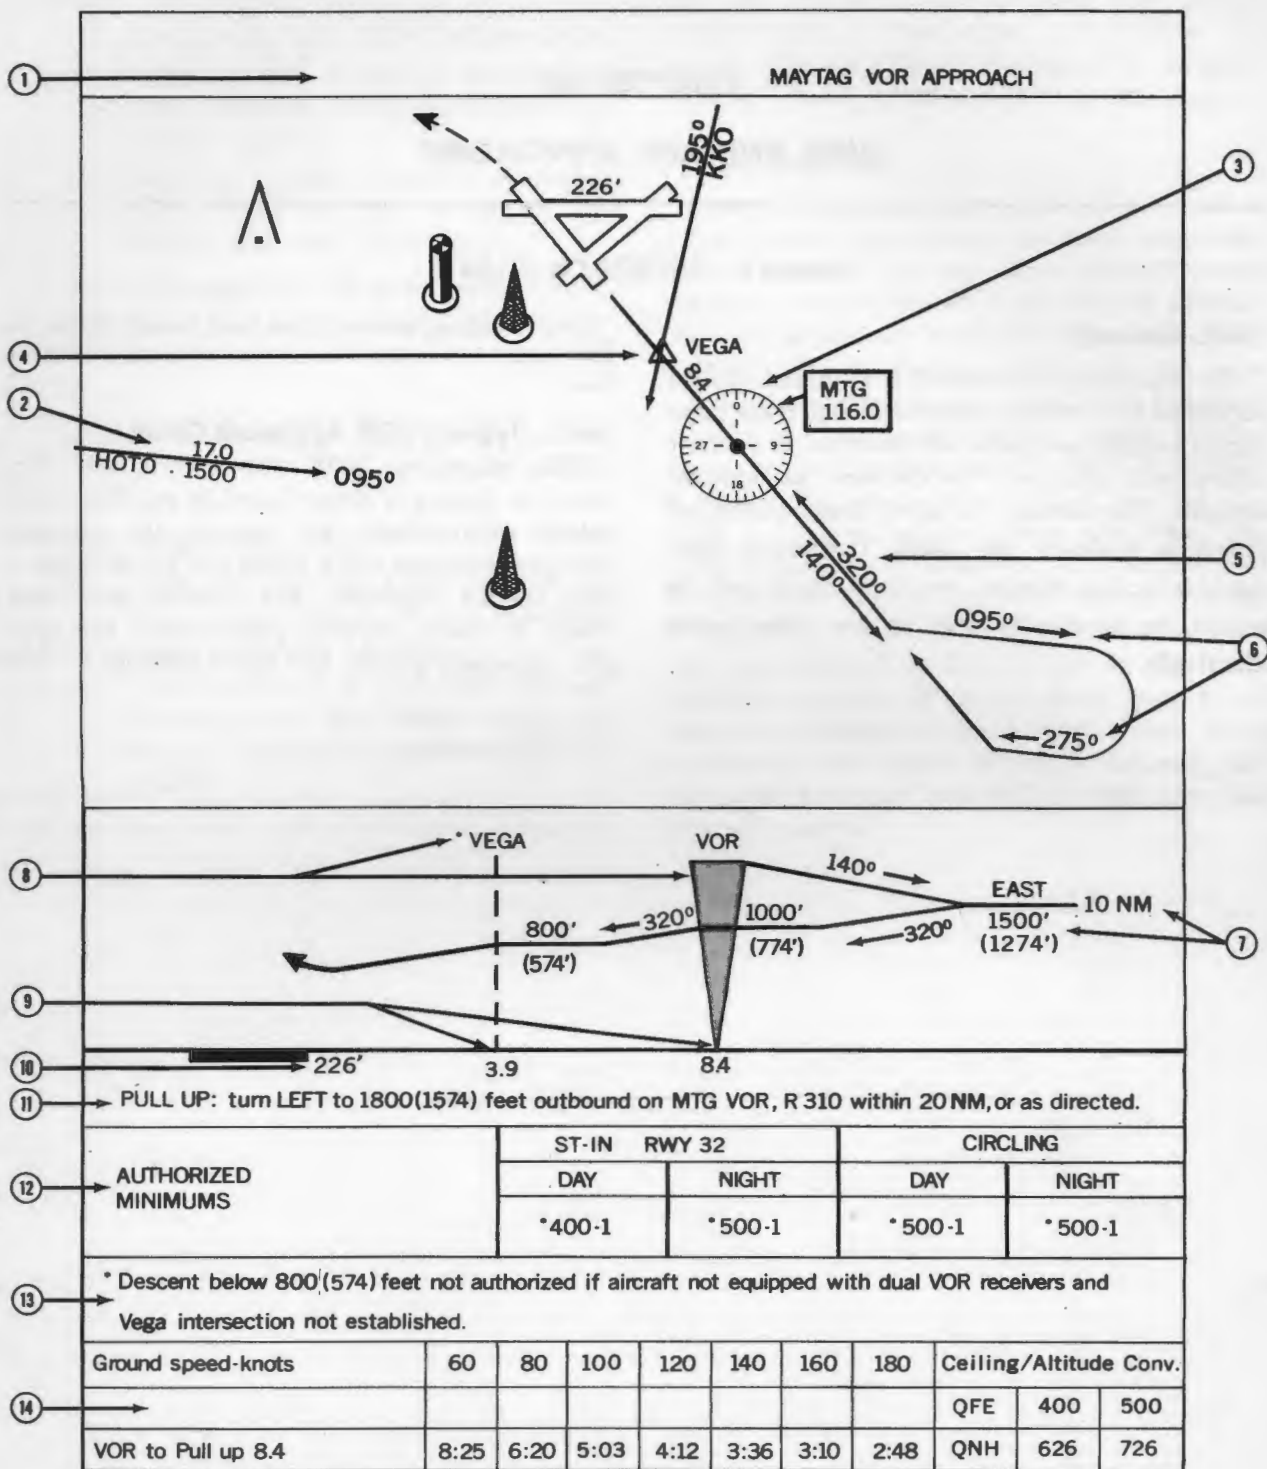 1
MAYTAG VOR APPROACH
195° KKO
3
226'
4
VEGA
8.4
MTG
116.0
0
27
9
18
2
17.0
HOTO · 1500
095°
5
320°
140°
095°
6
275°
* VEGA
VOR
8
140°
EAST
10 NM
1500'
(1274')
1000'
(774')
320°
320°
800'
(574')
7
9
10
226'
3.9
8.4
11
PULL UP: turn LEFT to 1800(1574) feet outbound on MTG VOR, R 310 within 20 NM, or as directed.
12
AUTHORIZED
MINIMUMS
ST-IN RWY 32
CIRCLING
DAY NIGHT DAY NIGHT
*400-1 *500-1 *500-1 *500-1
13
* Descent below 800 (574) feet not authorized if aircraft not equipped with dual VOR receivers and
Vega intersection not established.
Ground speed-knots 60 80 100 120 140 160 180 Ceiling/Altitude Conv.
14
QFE 400 500
VOR to Pull up 8.4 8:25 6:20 5:03 4:12 3:36 3:10 2:48 QNH 626 726